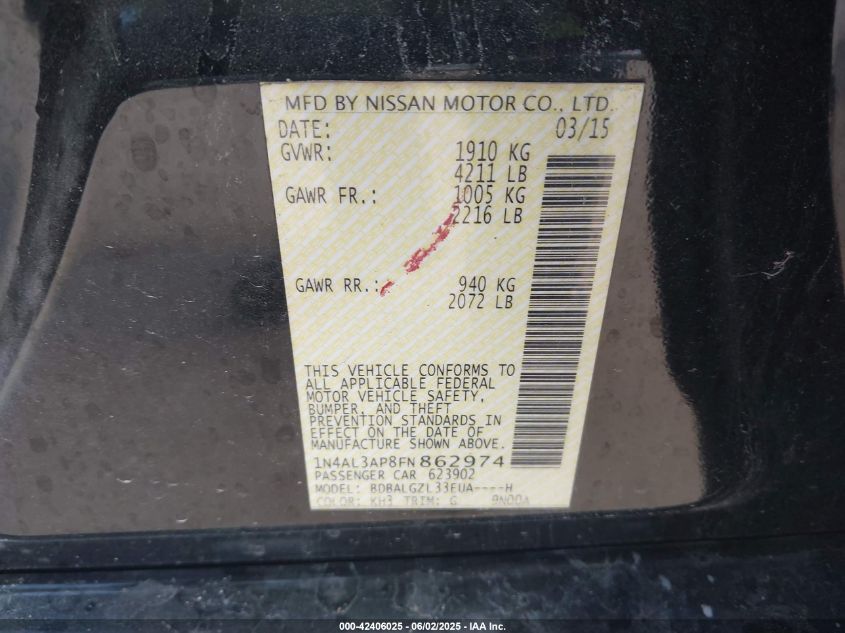 MFD BY NISSAN MOTOR CO., LTD.
DATE: 03/15
GVWR: 1910 KG
4211 LB
GAWR FR.: 1005 KG
2216 LB
GAWR RR.: 940 KG
2072 LB
THIS VEHICLE CONFORMS TO
ALL APPLICABLE FEDERAL
MOTOR VEHICLE SAFETY,
BUMPER, AND THEFT
PREVENTION STANDARDS IN
EFFECT ON THE DATE OF
MANUFACTURE SHOWN ABOVE.
1N4AL3AP8FN 862974
PASSENGER CAR 623902
MODEL: BDBALGZL33EUA----H
COLOR: KH3 TRIM: G 9N00A
000-42406025 - 06/02/2025 - IAA Inc.